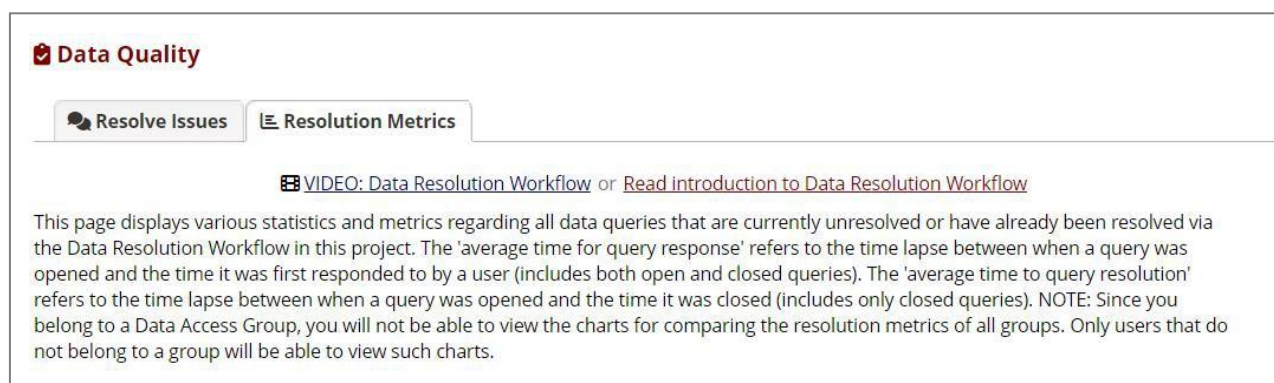 Data Quality
Resolve Issues
Resolution Metrics
VIDEO: Data Resolution Workflow or Read introduction to Data Resolution Workflow
This page displays various statistics and metrics regarding all data queries that are currently unresolved or have already been resolved via
the Data Resolution Workflow in this project. The 'average time for query response' refers to the time lapse between when a query was
opened and the time it was first responded to by a user (includes both open and closed queries). The 'average time to query resolution'
refers to the time lapse between when a query was opened and the time it was closed (includes only closed queries). NOTE: Since you
belong to a Data Access Group, you will not be able to view the charts for comparing the resolution metrics of all groups. Only users that do
not belong to a group will be able to view such charts.